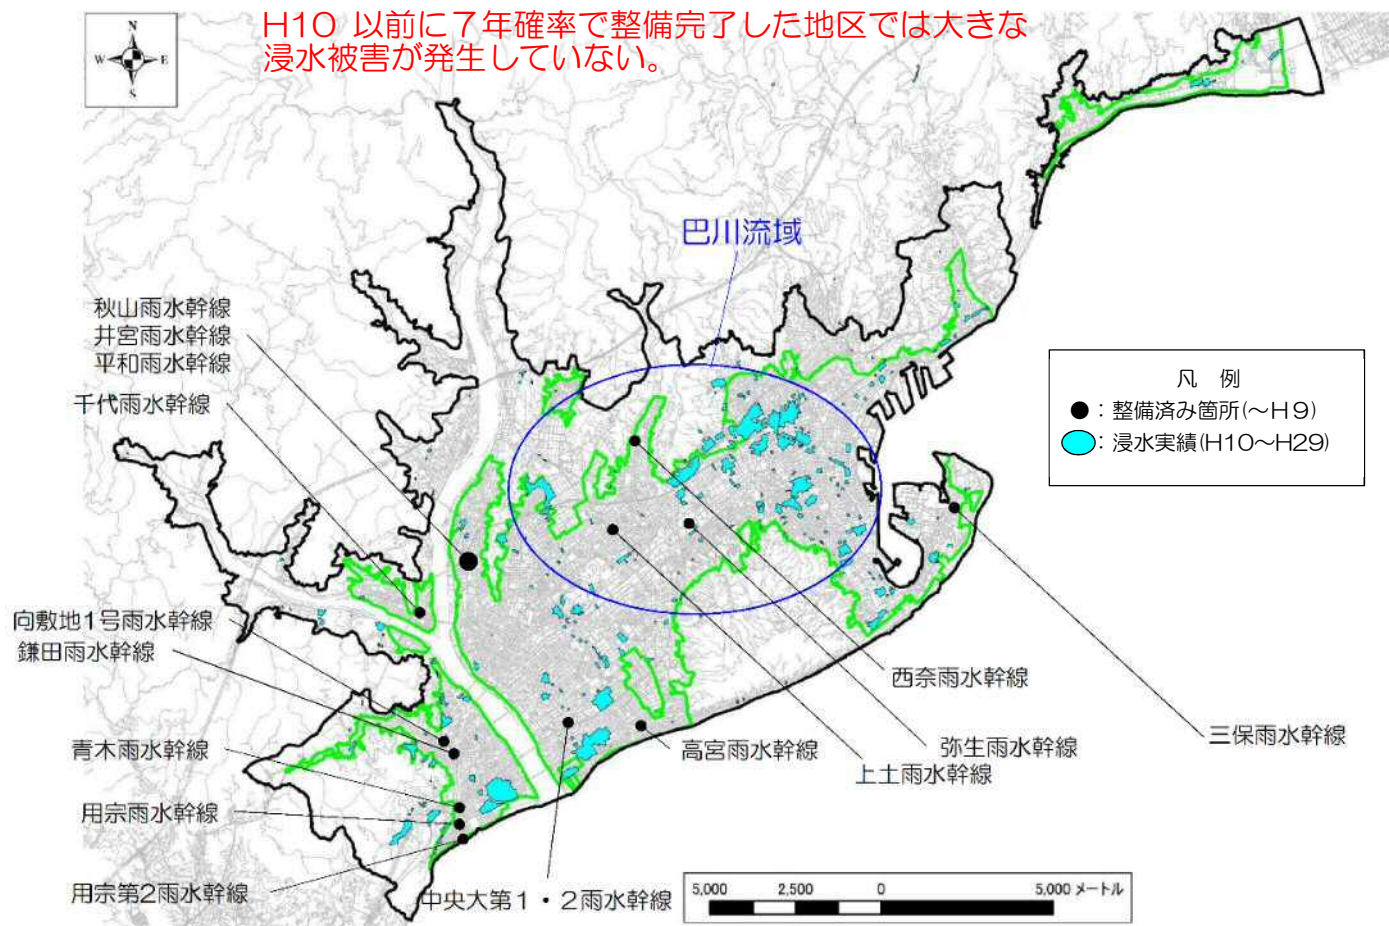 H10 以前に７年確率で整備完了した地区では大きな
浸水被害が発生していない。
N
W E
S
巴川流域
秋山雨水幹線
井宮雨水幹線
平和雨水幹線
千代雨水幹線
凡 例
●：整備済み箇所(～H9)
：浸水実績(H10～H29)
向敷地1号雨水幹線
鎌田雨水幹線
青木雨水幹線
用宗雨水幹線
用宗第2雨水幹線
中央大第1・2雨水幹線
高宮雨水幹線
上土雨水幹線
弥生雨水幹線
西奈雨水幹線
三保雨水幹線
5,000 2,500 0 5,000 メートル